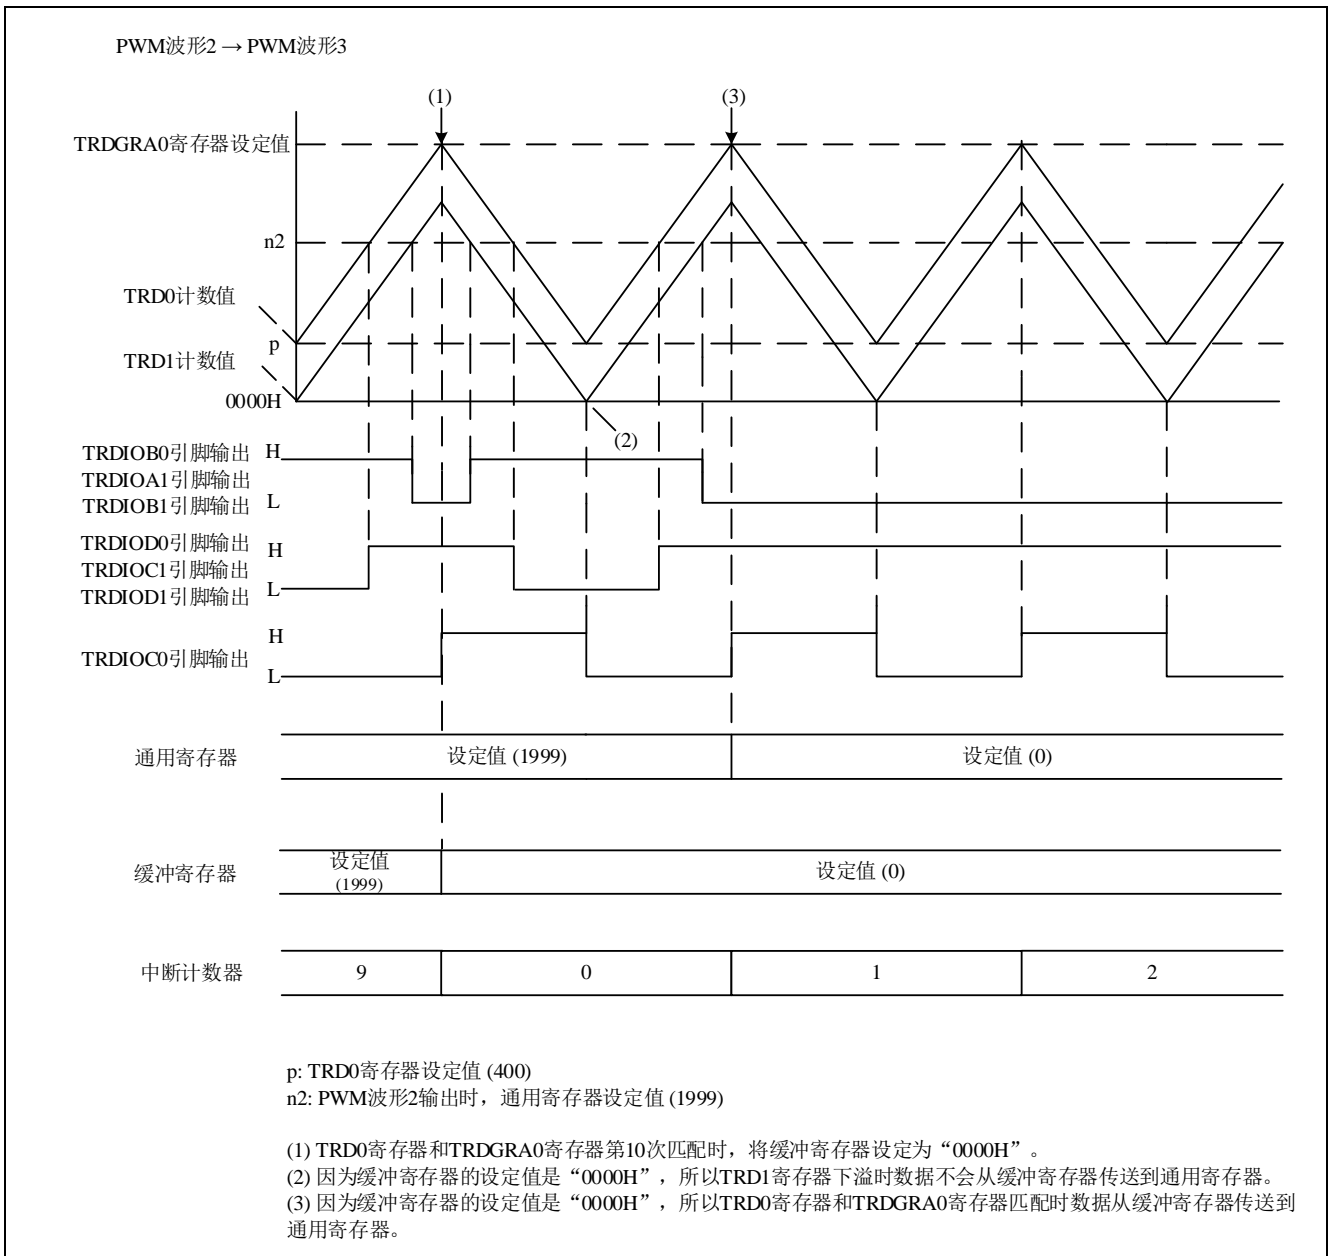 PWM波形2 → PWM波形3
(1)
(3)
TRDGRA0寄存器设定值
n2
TRD0计数值
p
TRD1计数值
0000H
(2)
TRDIOB0引脚输出 H
TRDIOA1引脚输出
TRDIOB1引脚输出 L
TRDIOD0引脚输出 H
TRDIOC1引脚输出
TRDIOD1引脚输出 L
H
TRDIOC0引脚输出
L
通用寄存器
设定值 (1999)
设定值 (0)
缓冲寄存器
设定值
(1999)
设定值 (0)
中断计数器
9
0
1
2
p: TRD0寄存器设定值 (400)
n2: PWM波形2输出时，通用寄存器设定值 (1999)
(1) TRD0寄存器和TRDGRA0寄存器第10次匹配时，将缓冲寄存器设定为“0000H”。
(2) 因为缓冲寄存器的设定值是“0000H”，所以TRD1寄存器下溢时数据不会从缓冲寄存器传送到通用寄存器。
(3) 因为缓冲寄存器的设定值是“0000H”，所以TRD0寄存器和TRDGRA0寄存器匹配时数据从缓冲寄存器传送到
通用寄存器。